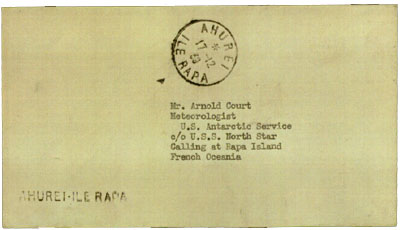 AHUREI
17-12
ILE RAPA
Mr. Arnold Court
Meteorologist
U.S. Antarctic Service
c/o U.S.S. North Star
Calling at Rapa Island
French Oceania
AHUREI-ILE RAPA